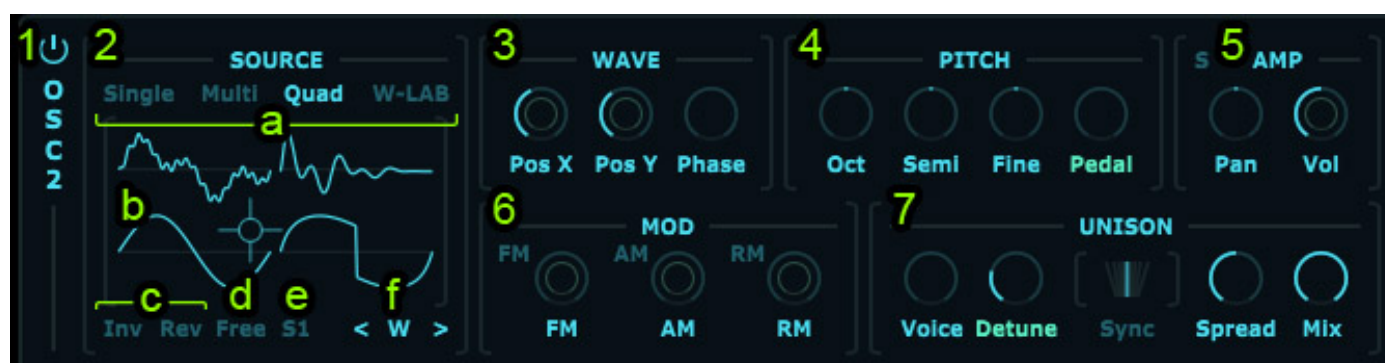 1 2 SOURCE 3 WAVE 4 PITCH S 5 AMP
OSC2
Single Multi Quad W-LAB
a
Pos X Pos Y Phase Oct Semi Fine Pedal Pan Vol
b
6 MOD 7 UNISON
FM AM RM
c d e f
Inv Rev Free S1 < W > FM AM RM Voice Detune Sync Spread Mix